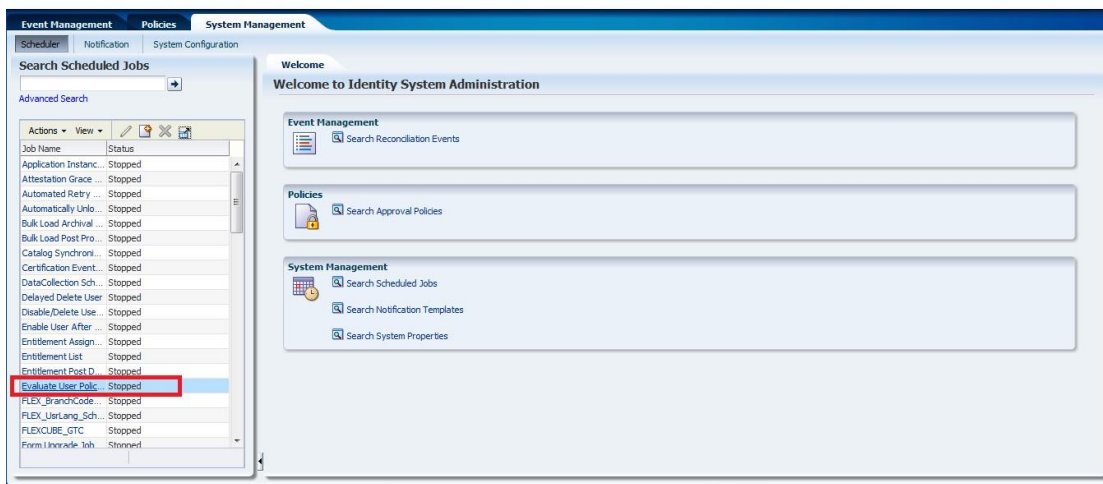 Event Management Policies System Management
Scheduler Notification System Configuration
Search Scheduled Jobs
Advanced Search
Actions View
Job Name Status
Application Instanc... Stopped
Attestation Grace ... Stopped
Automated Retry ... Stopped
Automatically Unlo... Stopped
Bulk Load Archival ... Stopped
Bulk Load Post Pro... Stopped
Catalog Synchroni... Stopped
Certification Event... Stopped
DataCollection Sch... Stopped
Delayed Delete User Stopped
Disable/Delete Use... Stopped
Enable User After ... Stopped
Entitlement Assign... Stopped
Entitlement List Stopped
Entitlement Post D... Stopped
Evaluate User Polic... Stopped
FLEX_BranchCode... Stopped
FLEX_UsrLang_Sch... Stopped
FLEXCUBE_GTC Stopped
Form Upgrade Job Stopped
Welcome
Welcome to Identity System Administration
Event Management
Search Reconciliation Events
Policies
Search Approval Policies
System Management
Search Scheduled Jobs
Search Notification Templates
Search System Properties